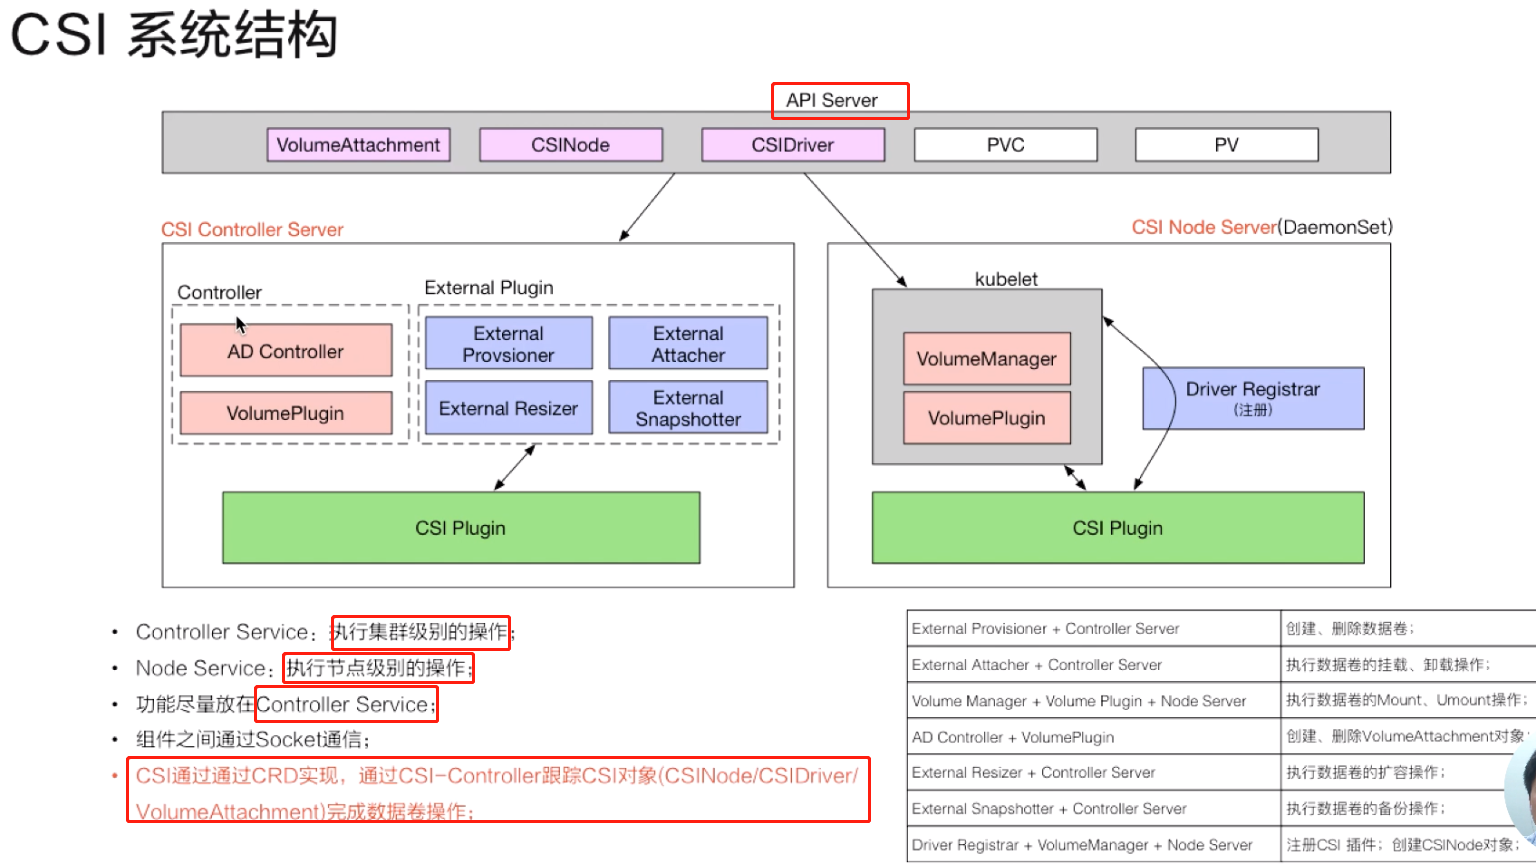 CSI 系统结构
API Server
VolumeAttachment
CSINode
CSIDriver
PVC
PV
CSI Controller Server
CSI Node Server(DaemonSet)
Controller
External Plugin
kubelet
AD Controller
VolumePlugin
External
Provsioner
External
Attacher
External Resizer
External
Snapshotter
VolumeManager
VolumePlugin
Driver Registrar
(注册)
CSI Plugin
CSI Plugin
• Controller Service：执行集群级别的操作；
• Node Service：执行节点级别的操作；
• 功能尽量放在Controller Service；
• 组件之间通过Socket通信；
• CSI通过通过CRD实现，通过CSI-Controller跟踪CSI对象(CSINode/CSIDriver/
VolumeAttachment)完成数据卷操作；
External Provisioner + Controller Server 创建、删除数据卷；
External Attacher + Controller Server 执行数据卷的挂载、卸载操作；
Volume Manager + Volume Plugin + Node Server 执行数据卷的Mount、Umount操作；
AD Controller + VolumePlugin 创建、删除VolumeAttachment对象；
External Resizer + Controller Server 执行数据卷的扩容操作；
External Snapshotter + Controller Server 执行数据卷的备份操作；
Driver Registrar + VolumeManager + Node Server 注册CSI 插件；创建CSINode对象；